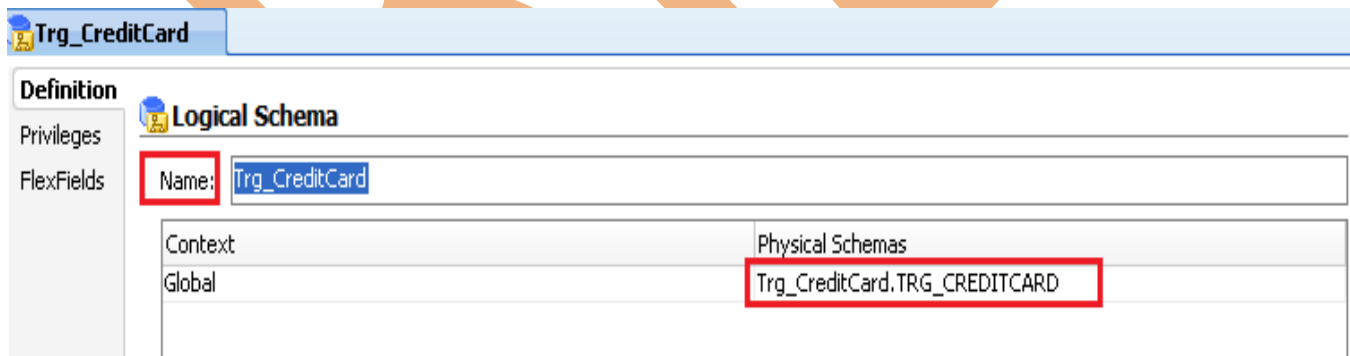 Trg_CreditCard
Definition
Privileges
FlexFields
Logical Schema
Name: Trg_CreditCard
Context Physical Schemas
Global Trg_CreditCard.TRG_CREDITCARD